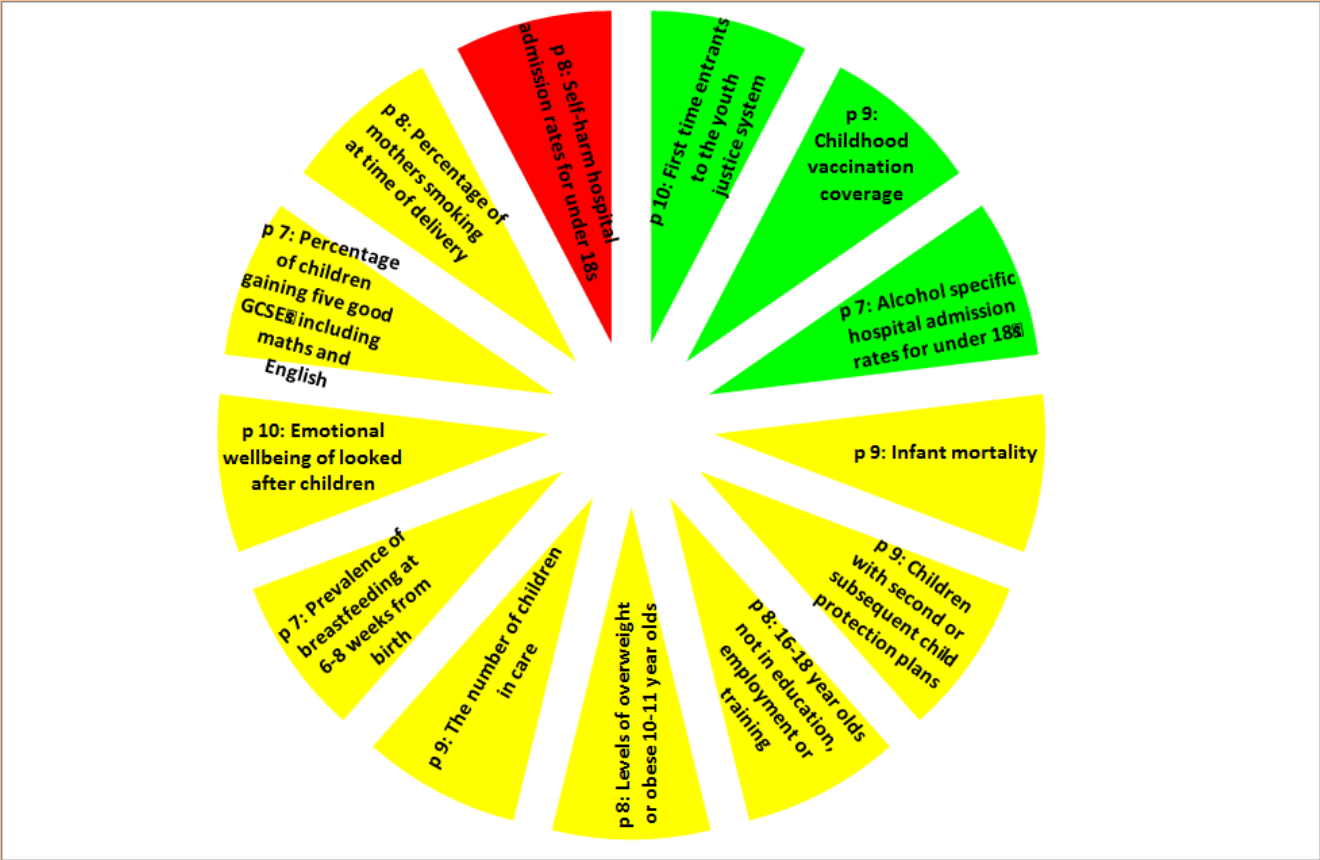 p 10: First time entrants
to the youth
justice system
p 9:
Childhood
vaccination
coverage
p 7: Alcohol specific
hospital admission
rates for under 18s
p 9: Infant mortality
p 9: Children
with second or
subsequent child
protection plans
p 8: 16-18 year olds
not in education,
employment or
training
p 8: Levels of overweight
or obese 10-11 year olds
p 9: The number of children
in care
p 7: Prevalence of
breastfeeding at
6-8 weeks from
birth
p 10: Emotional
wellbeing of looked
after children
p 7: Percentage
of children
gaining five good
GCSEs including
maths and
English
p 8: Percentage of
mothers smoking
at time of delivery
p 8: Self-harm hospital
admission rates for under 18s